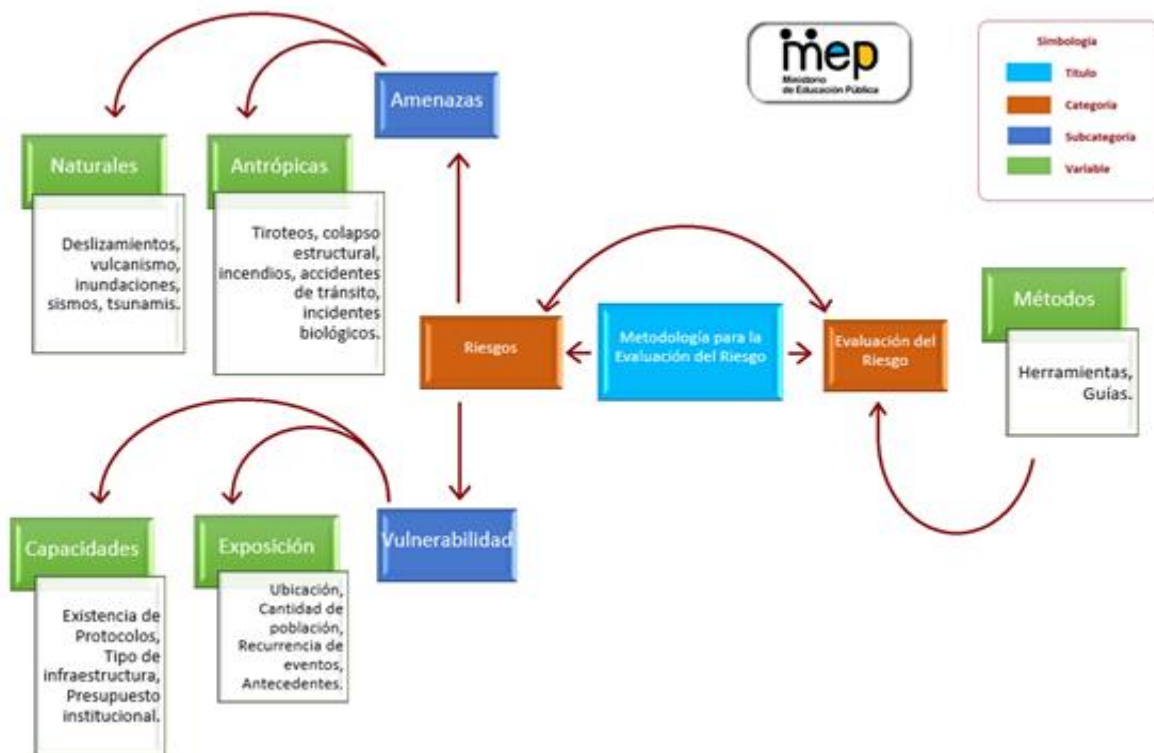 Amenazas
Naturales
Deslizamientos,
vulcanismo,
inundaciones,
sismos, tsunamis.
Antrópicas
Tiroteos, colapso
estructural,
incendios, accidentes
de tránsito,
incidentes
biológicos.
mep
Ministerio
de Educación Pública
Simbología
Título
Categoría
Subcategoría
Variable
Riesgos
Metodología para la
Evaluación del Riesgo
Evaluación del
Riesgo
Métodos
Herramientas,
Guías.
Capacidades
Existencia de
Protocolos,
Tipo de
infraestructura,
Presupuesto
institucional.
Exposición
Ubicación,
Cantidad de
población,
Recurrencia de
eventos,
Antecedentes.
Vulnerabilidad